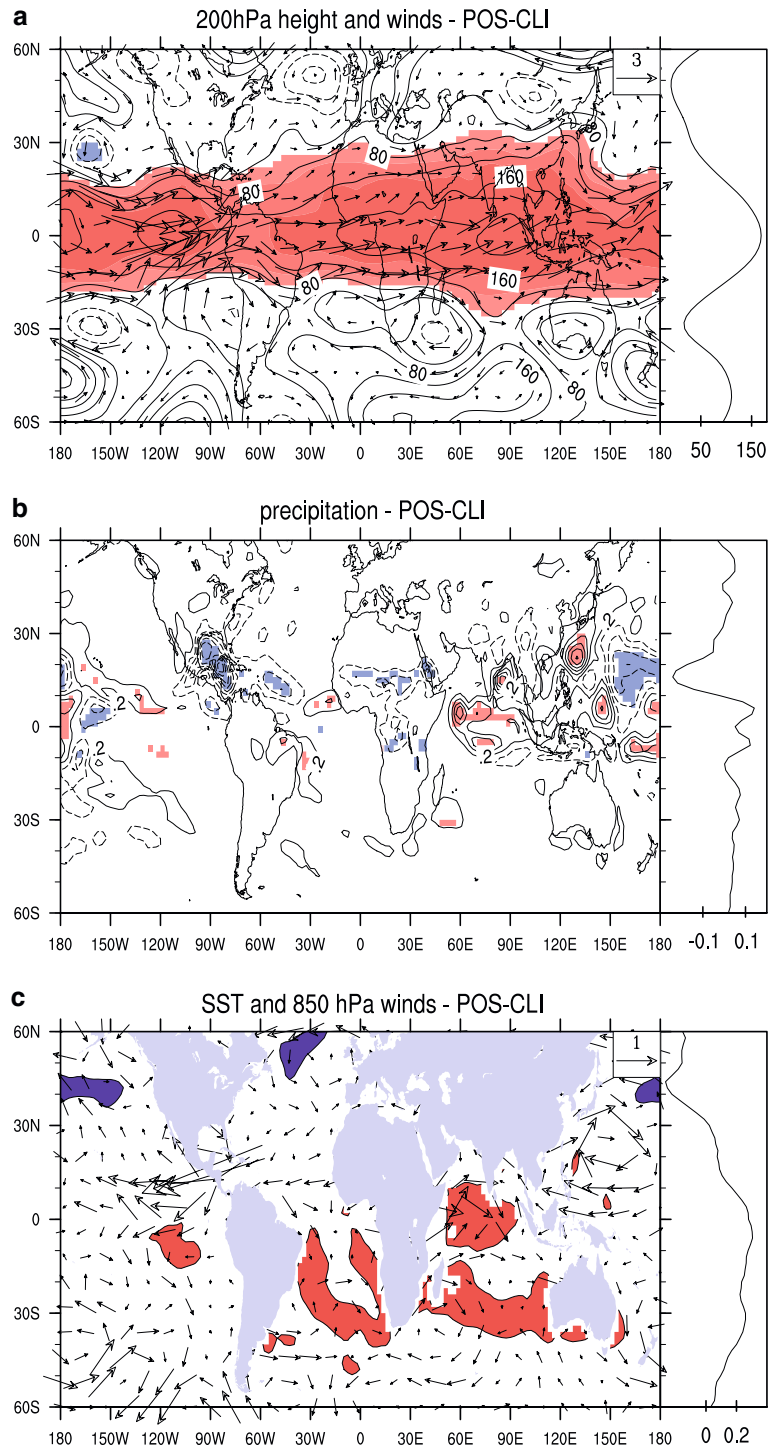 a
200hPa height and winds - POS-CLI
3
60N
30N
0
30S
60S
80
80
80
160
160
80
80
160
80
180 150W 120W 90W 60W 30W 0 30E 60E 90E 120E 150E 180
50 150
b
precipitation - POS-CLI
60N
30N
0
30S
60S
.2
.2
.2
.2
.2
.2
180 150W 120W 90W 60W 30W 0 30E 60E 90E 120E 150E 180
-0.1 0.1
c
SST and 850 hPa winds - POS-CLI
1
60N
30N
0
30S
60S
180 150W 120W 90W 60W 30W 0 30E 60E 90E 120E 150E 180
0 0.2